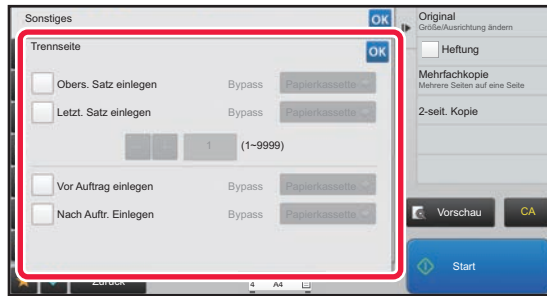 Sonstiges
OK
Trennseite
OK
Obers. Satz einlegen
Bypass
Papierkassette
Letzt. Satz einlegen
Bypass
Papierkassette
1
(1~9999)
Vor Auftrag einlegen
Bypass
Papierkassette
Nach Auftr. Einlegen
Bypass
Papierkassette
Zurück
4
A4
Original
Größe/Ausrichtung ändern
Heftung
Mehrfachkopie
Mehrere Seiten auf eine Seite
2-seit. Kopie
Vorschau
CA
Start